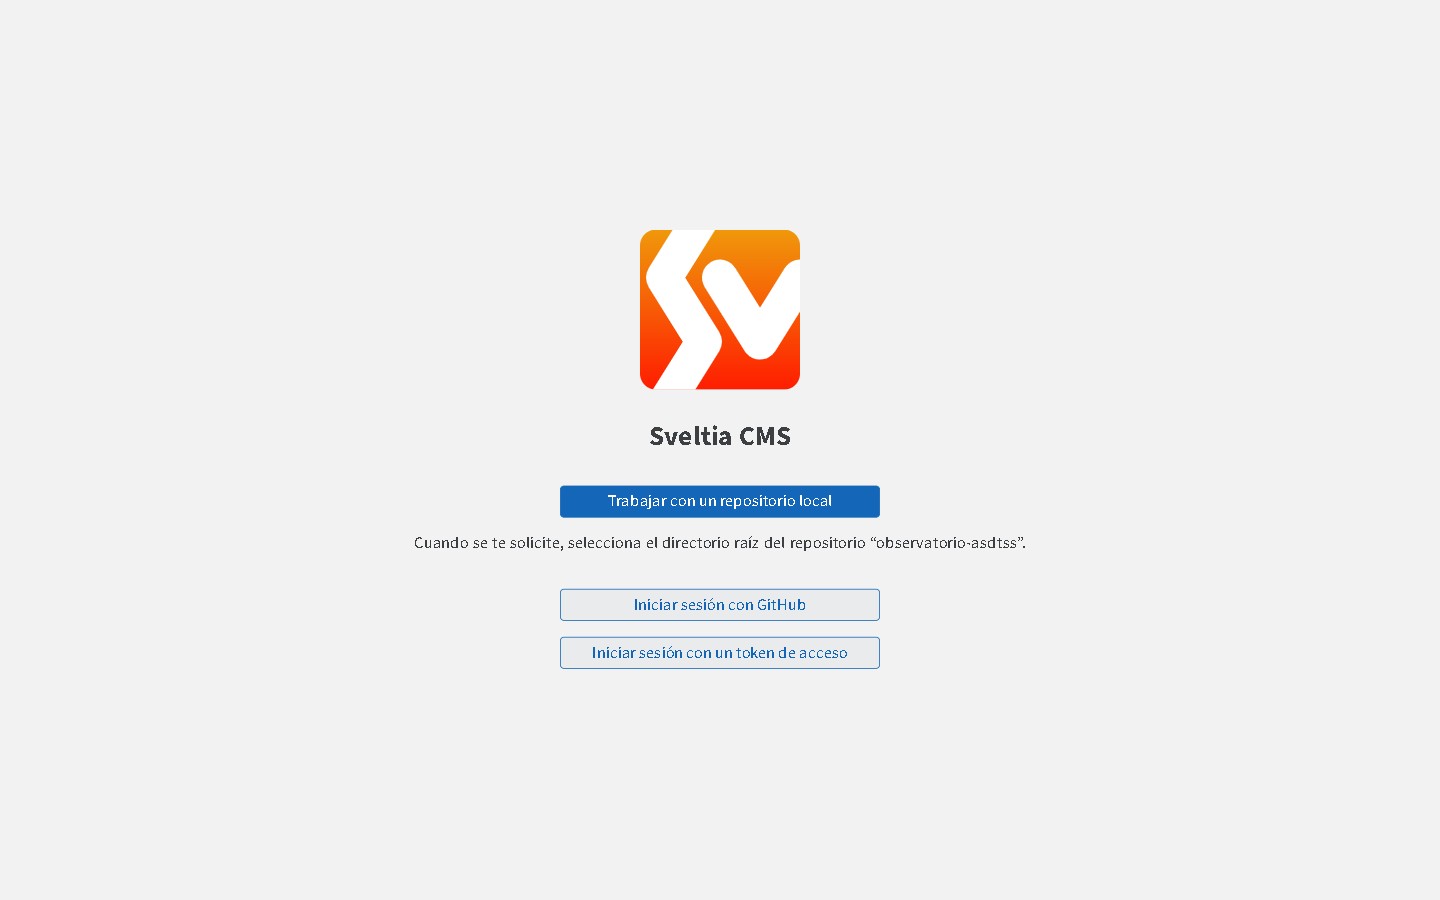 Sveltia CMS
Trabajar con un repositorio local
Cuando se te solicite, selecciona el directorio raíz del repositorio “observatorio-asdtss”.
Iniciar sesión con GitHub
Iniciar sesión con un token de acceso